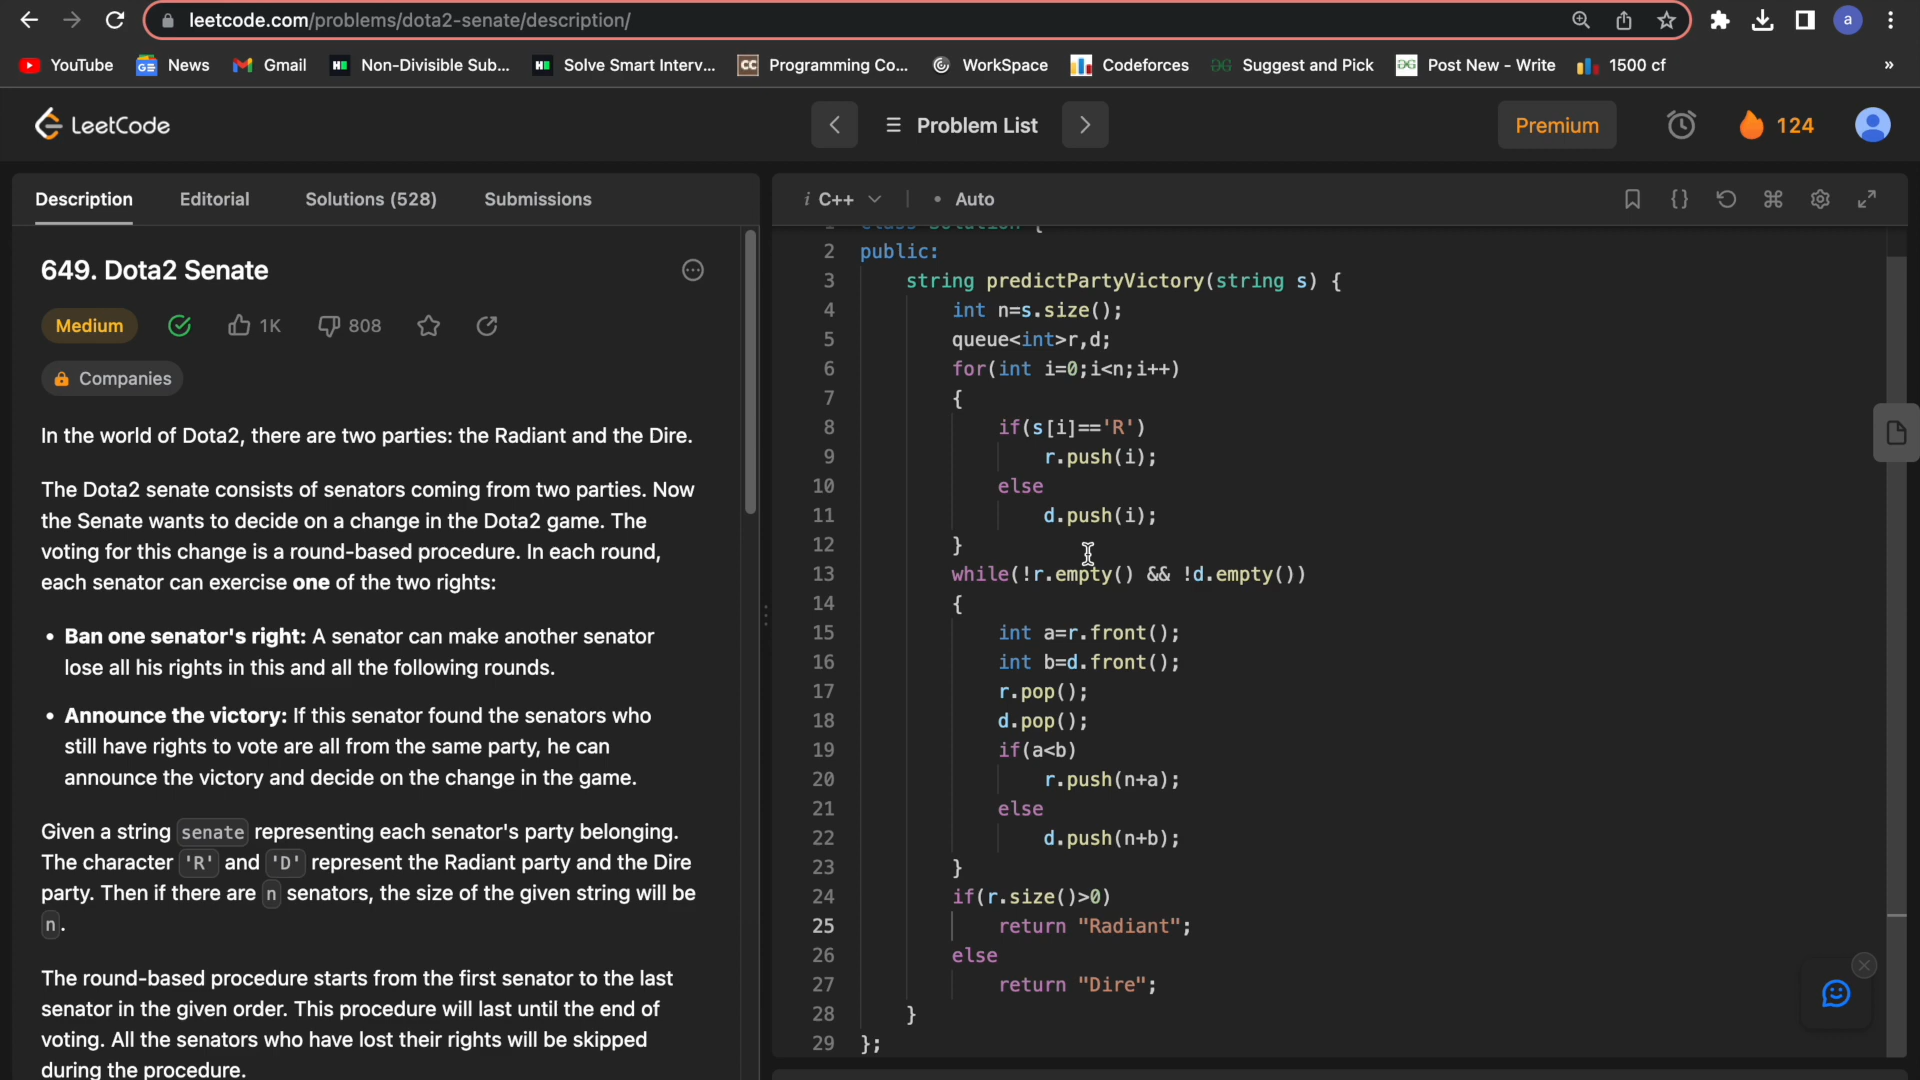 leetcode.com/problems/dota2-senate/description/
a
YouTube
GE News
Gmail
Non-Divisible Sub...
Solve Smart Interv...
CC Programming Co...
WorkSpace
Codeforces
Suggest and Pick
Post New - Write
1500 cf
»
LeetCode
Problem List
Premium
124
Description
Editorial
Solutions (528)
Submissions
649. Dota2 Senate
Medium
1K
808
Companies
In the world of Dota2, there are two parties: the Radiant and the Dire.
The Dota2 senate consists of senators coming from two parties. Now
the Senate wants to decide on a change in the Dota2 game. The
voting for this change is a round-based procedure. In each round,
each senator can exercise one of the two rights:
• Ban one senator's right: A senator can make another senator
lose all his rights in this and all the following rounds.
• Announce the victory: If this senator found the senators who
still have rights to vote are all from the same party, he can
announce the victory and decide on the change in the game.
Given a string senate representing each senator's party belonging.
The character 'R' and 'D' represent the Radiant party and the Dire
party. Then if there are n senators, the size of the given string will be
n.
The round-based procedure starts from the first senator to the last
senator in the given order. This procedure will last until the end of
voting. All the senators who have lost their rights will be skipped
during the procedure.
i C++
• Auto
1 class Solution {
2 public:
3 string predictPartyVictory(string s) {
4 int n=s.size();
5 queue<int>r,d;
6 for(int i=0;i<n;i++)
7 {
8 if(s[i]=='R')
9 r.push(i);
10 else
11 d.push(i);
12 }
13 while(!r.empty() && !d.empty())
14 {
15 int a=r.front();
16 int b=d.front();
17 r.pop();
18 d.pop();
19 if(a<b)
20 r.push(n+a);
21 else
22 d.push(n+b);
23 }
24 if(r.size()>0)
25 return "Radiant";
26 else
27 return "Dire";
28 }
29 };